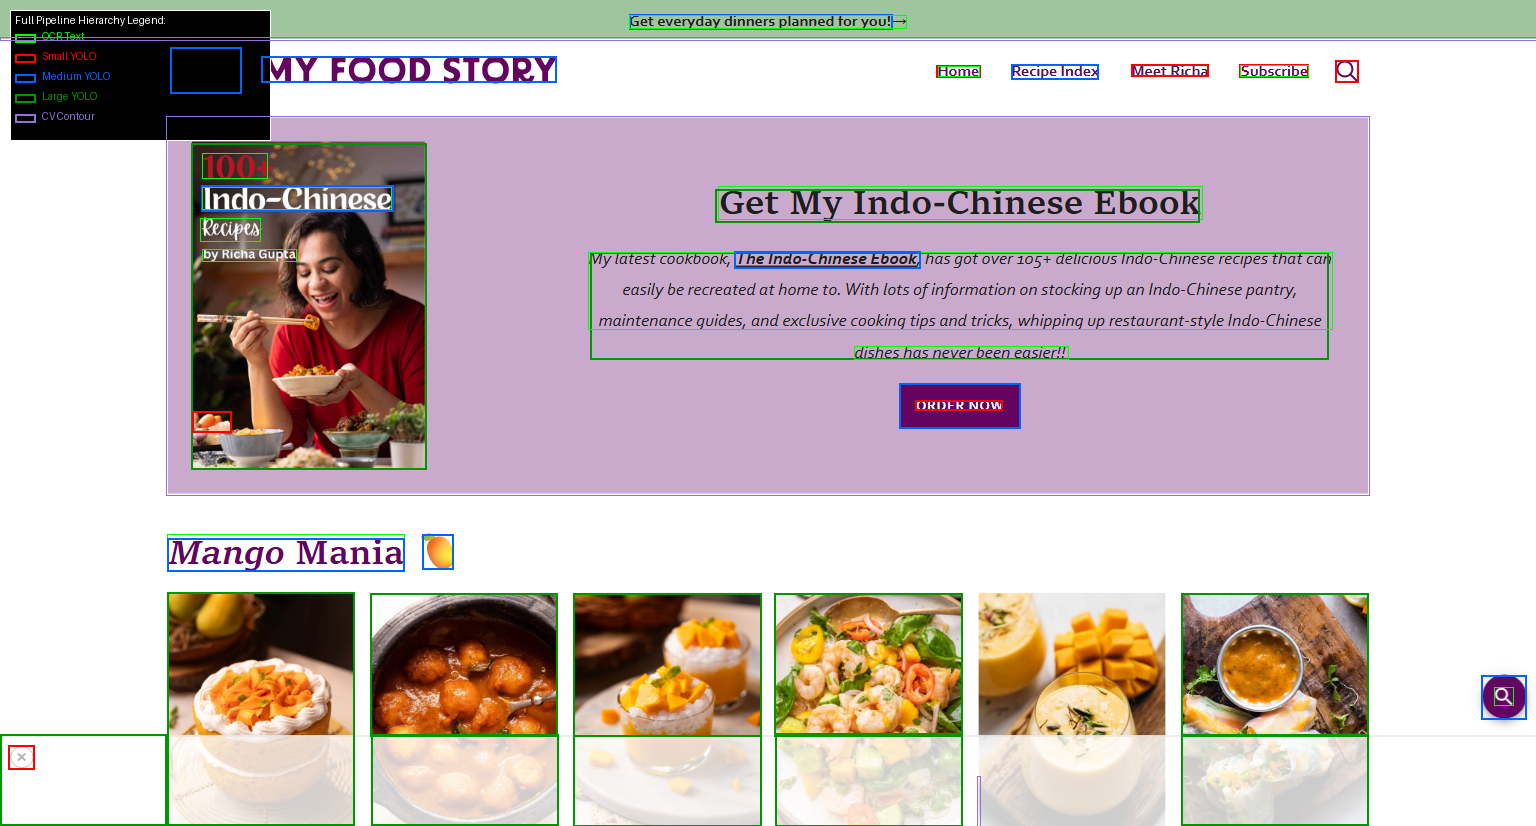 Full Pipeline Hierarchy Legend:
OCR Text
Small YOLO
Medium YOLO
Large YOLO
CV Contour
Get everyday dinners planned for you!→
MY FOOD STORY
Home
Recipe Index
Meet Richa
Subscribe
100+
Indo-Chinese
Recipes
by Richa Gupta
Get My Indo-Chinese Ebook
My latest cookbook, The Indo-Chinese Ebook, has got over 105+ delicious Indo-Chinese recipes that can
easily be recreated at home to. With lots of information on stocking up an Indo-Chinese pantry,
maintenance guides, and exclusive cooking tips and tricks, whipping up restaurant-style Indo-Chinese
dishes has never been easier!!
ORDER NOW
Mango Mania